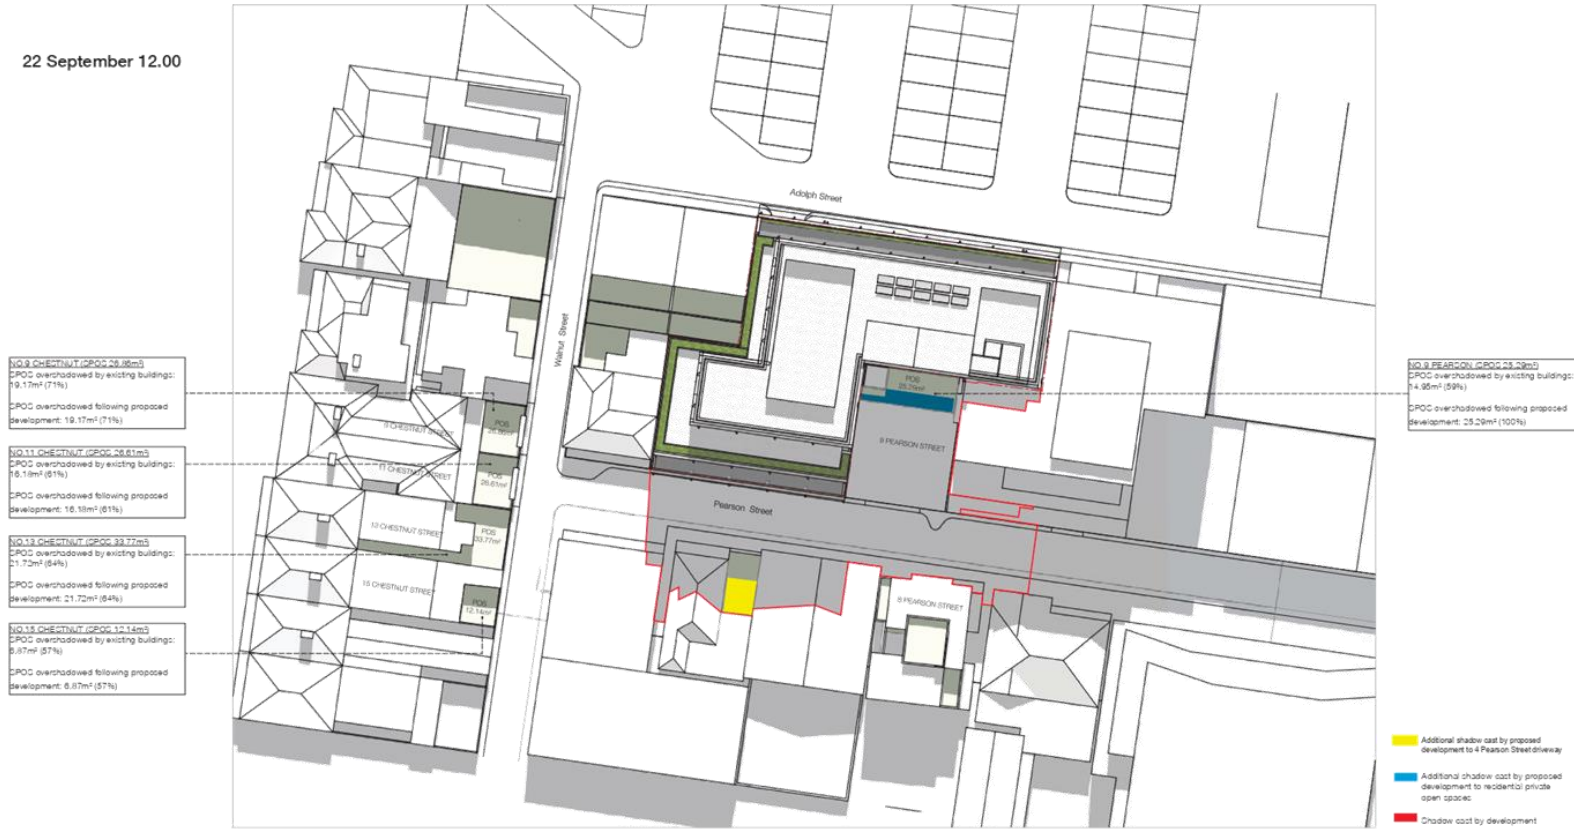 22 September 12.00
Adolph Street
Walnut Street
NO.9 CHESTNUT (SPOS 26.86m²)
SPOS overshadowed by existing buildings:
19.17m² (71%)
SPOS overshadowed following proposed
development: 19.17m² (71%)
NO.11 CHESTNUT (SPOS 26.61m²)
SPOS overshadowed by existing buildings:
16.18m² (61%)
SPOS overshadowed following proposed
development: 16.18m² (61%)
NO.13 CHESTNUT (SPOS 33.77m²)
SPOS overshadowed by existing buildings:
21.72m² (64%)
SPOS overshadowed following proposed
development: 21.72m² (64%)
NO.15 CHESTNUT (SPOS 12.14m²)
SPOS overshadowed by existing buildings:
6.87m² (57%)
SPOS overshadowed following proposed
development: 6.87m² (57%)
9 CHESTNUT STREET
POS
11 CHESTNUT STREET
POS
26.61m²
13 CHESTNUT STREET
POS
33.77m²
15 CHESTNUT STREET
POS
12.14m²
POS
9 PEARSON STREET
Pearson Street
8 PEARSON STREET
NO.9 PEARSON (SPOS 25.29m²)
SPOS overshadowed by existing buildings:
14.95m² (59%)
SPOS overshadowed following proposed
development: 25.29m² (100%)
Additional shadow cast by proposed
development to 4 Pearson Street driveway
Additional shadow cast by proposed
development to residential private
open spaces
Shadow cast by development